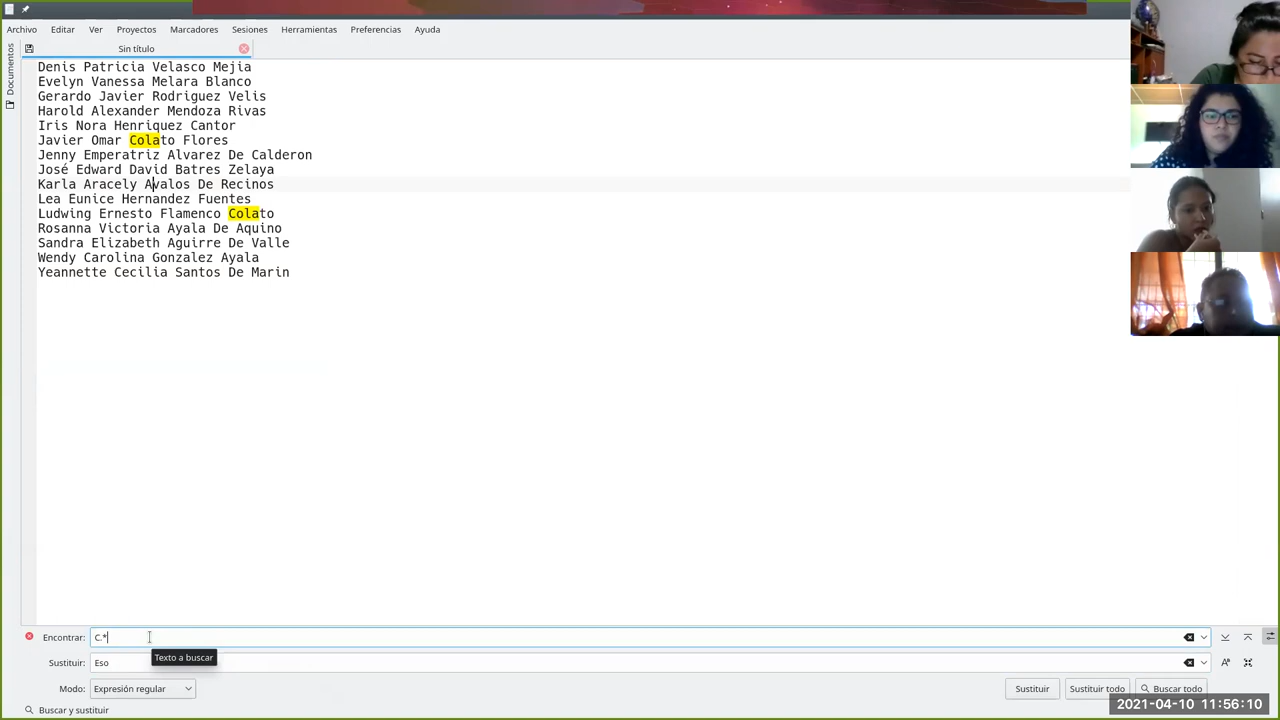 Archivo Editar Ver Proyectos Marcadores Sesiones Herramientas Preferencias Ayuda
Documentos
Sin título
Denis Patricia Velasco Mejia
Evelyn Vanessa Melara Blanco
Gerardo Javier Rodriguez Velis
Harold Alexander Mendoza Rivas
Iris Nora Henriquez Cantor
Javier Omar Colato Flores
Jenny Emperatriz Alvarez De Calderon
José Edward David Batres Zelaya
Karla Aracely Avalos De Recinos
Lea Eunice Hernandez Fuentes
Ludwing Ernesto Flamenco Colato
Rosanna Victoria Ayala De Aquino
Sandra Elizabeth Aguirre De Valle
Wendy Carolina Gonzalez Ayala
Yeannette Cecilia Santos De Marin
Encontrar: C.*
Texto a buscar
Sustituir: Eso
Modo: Expresión regular Sustituir Sustituir todo Buscar todo
2021-04-10 11:56:10
Buscar y sustituir